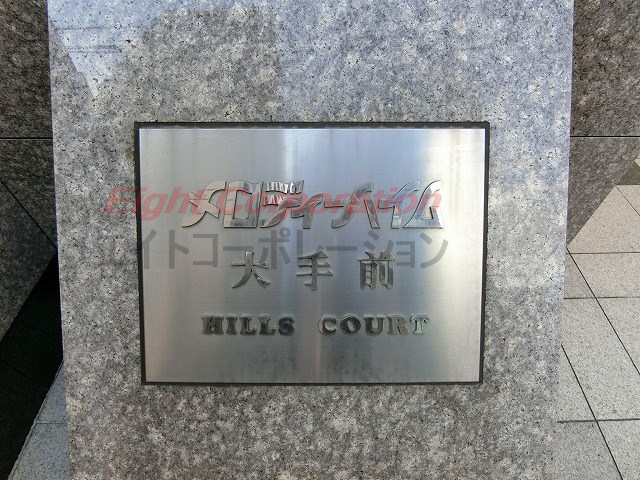 メロディーハイム
Eight Corporation
エイトコーポレーション
大手前
HILLS COURT